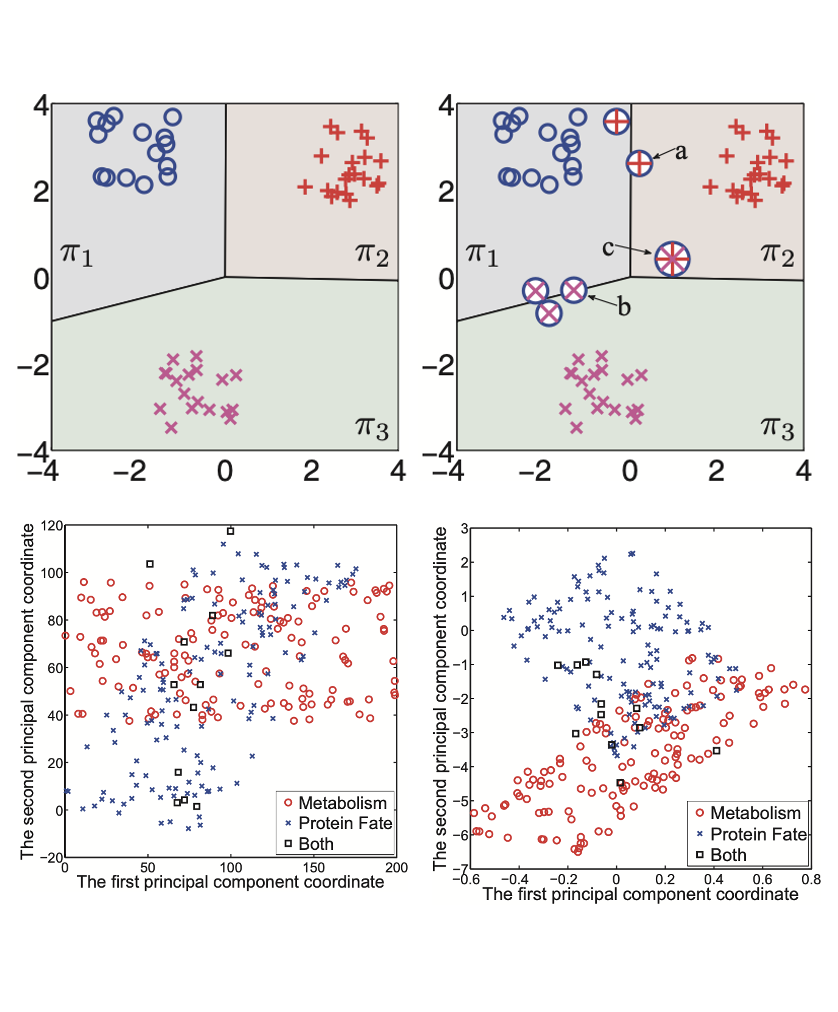 4
2
0
−2
−4
−4 −2 0 2 4
π1
π2
π3
4
2
0
−2
−4
−4 −2 0 2 4
π1
π2
π3
a
c
b
The second principal component coordinate
120
100
80
60
40
20
0
−20
0 50 100 150 200
The first principal component coordinate
Metabolism
Protein Fate
Both
The second principal component coordinate
3
2
1
0
−1
−2
−3
−4
−5
−6
−7
−0.6 −0.4 −0.2 0 0.2 0.4 0.6 0.8
The first principal component coordinate
Metabolism
Protein Fate
Both